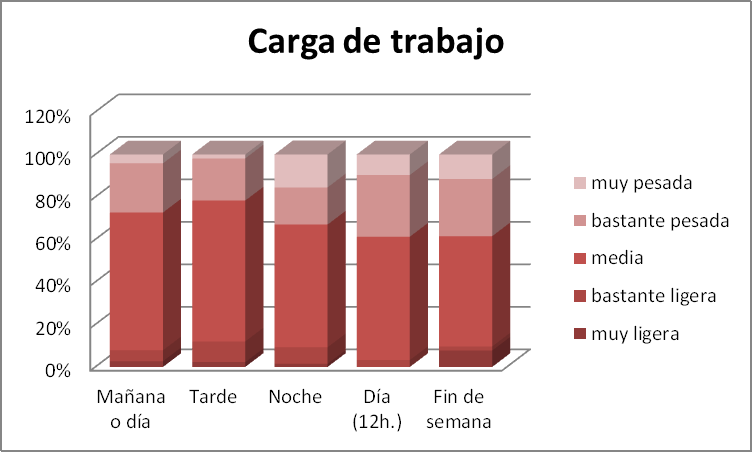 Carga de trabajo
120%
100%
80%
60%
40%
20%
0%
Mañana
o día
Tarde
Noche
Día
(12h.)
Fin de
semana
muy pesada
bastante pesada
media
bastante ligera
muy ligera